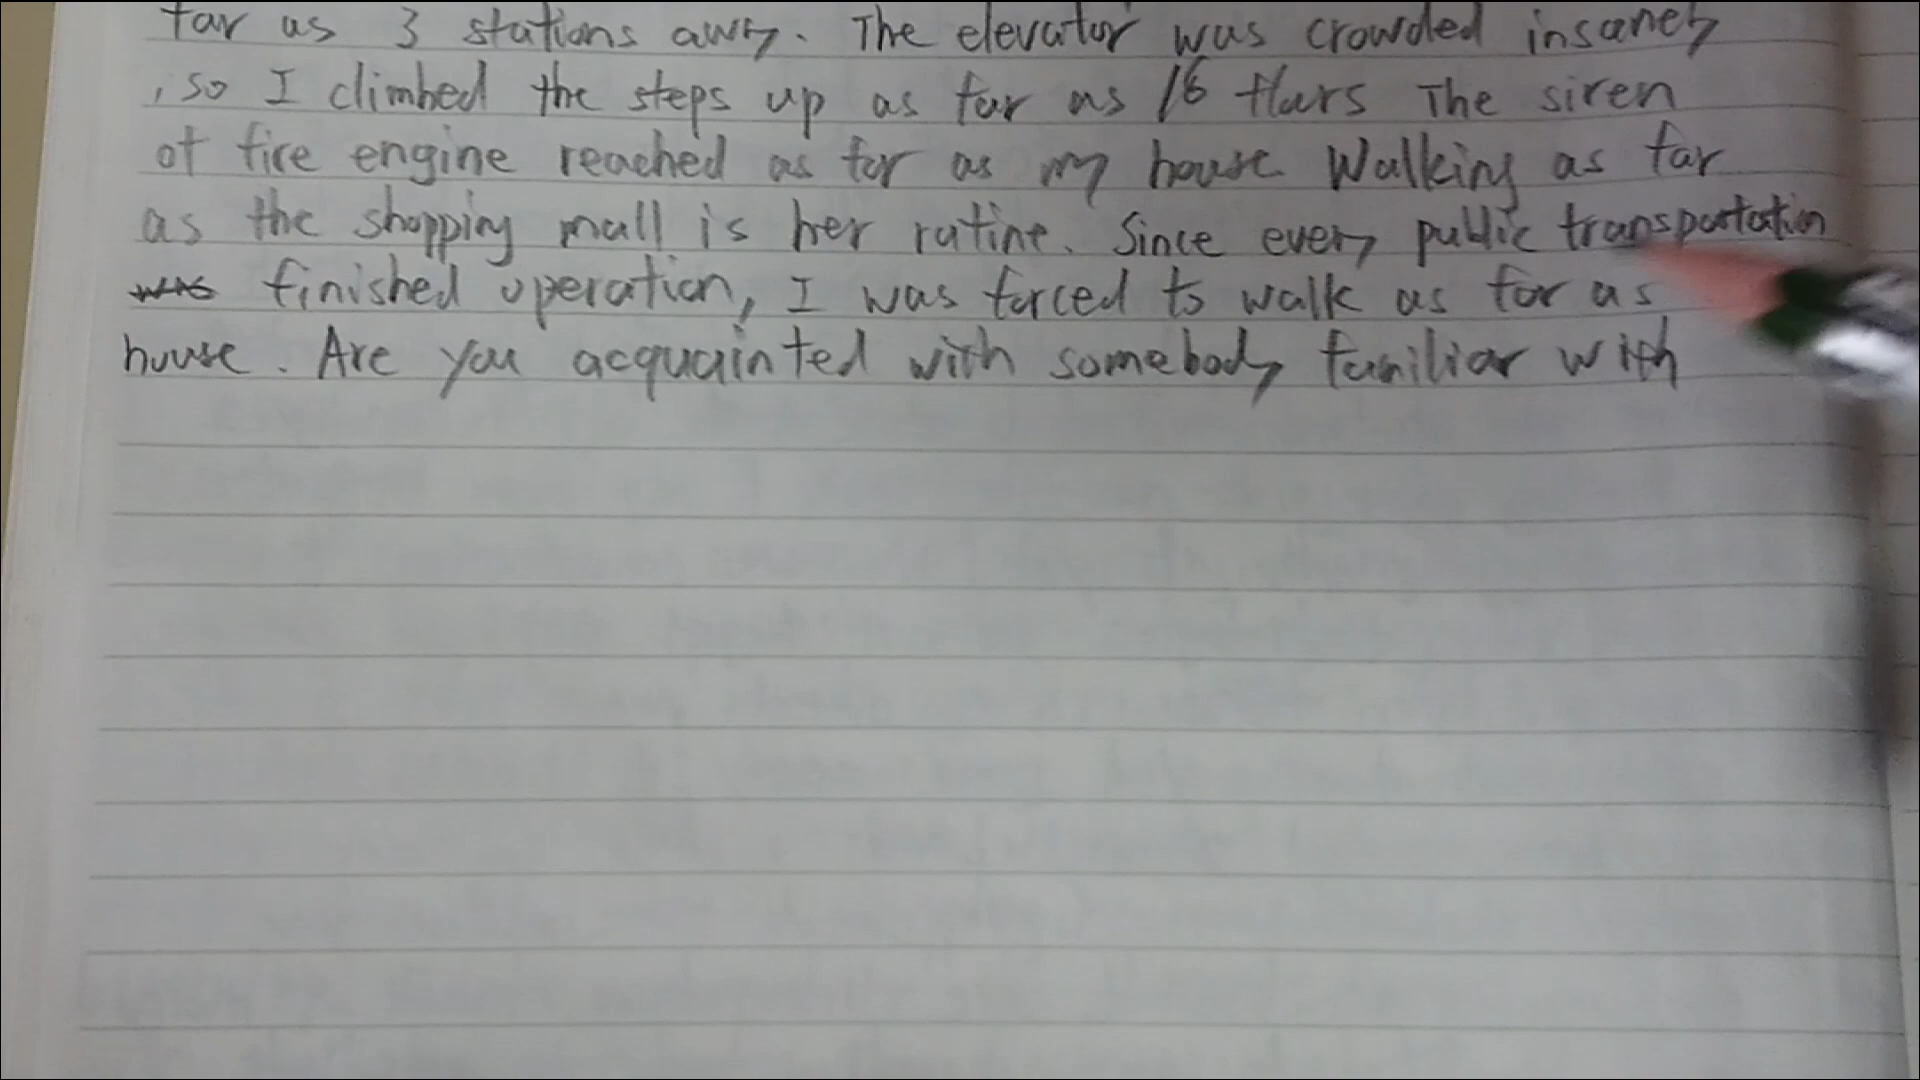 far as 3 stations away. The elevator was crowded insanely
, so I climbed the steps up as far as 16 floors The siren
of fire engine reached as far as my house Walking as far
as the shopping mall is her rutine. Since every public transportation
finished operation, I was forced to walk as far as
house. Are you acquainted with somebody familiar with